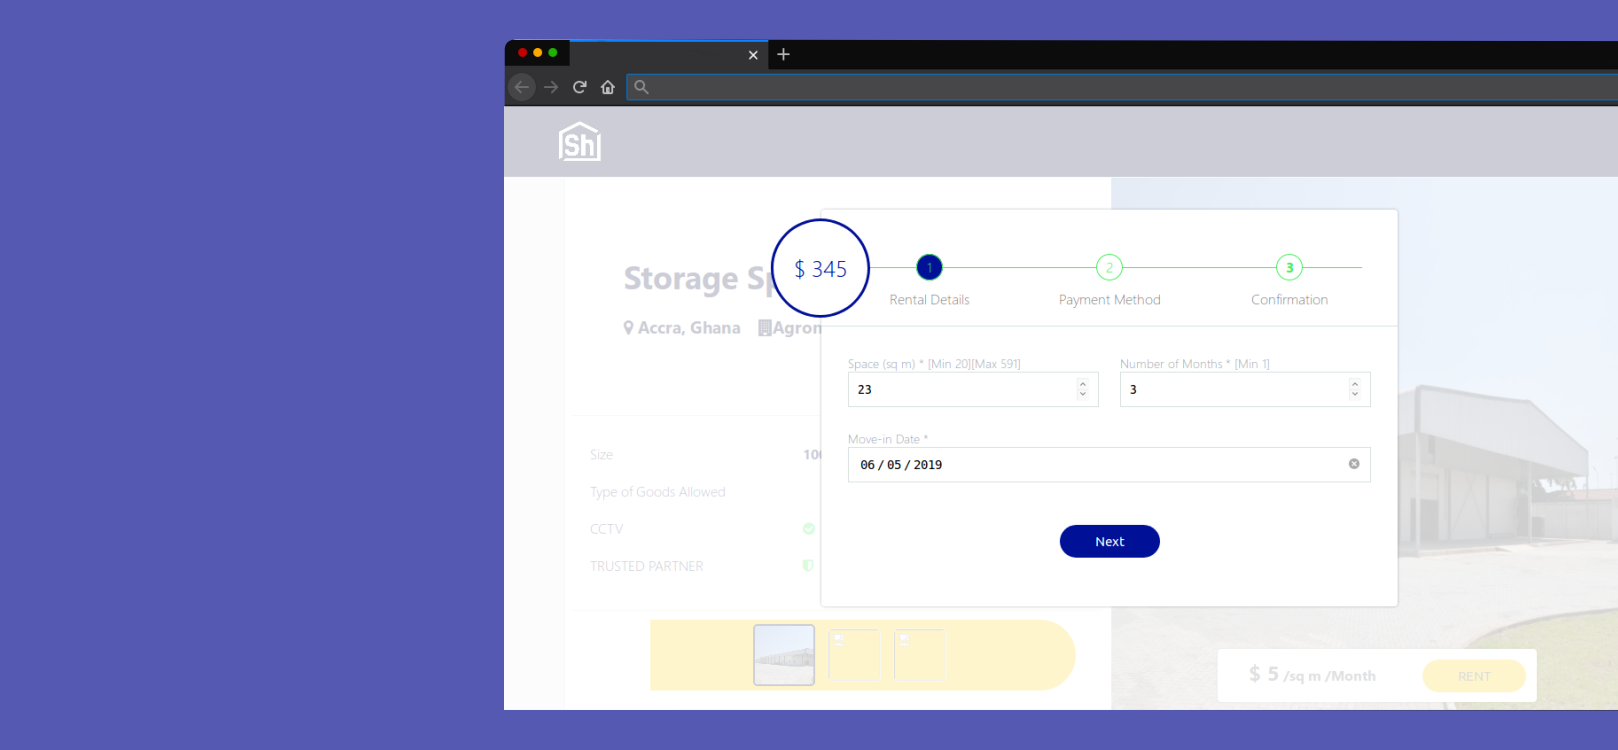 Sh
Storage Sp
Accra, Ghana Agron
$ 345
1
2
3
Rental Details
Payment Method
Confirmation
Space (sq m) * [Min 20][Max 591]
Number of Months * [Min 1]
23
3
Move-in Date *
06 / 05 / 2019
Next
Size
100
Type of Goods Allowed
CCTV
TRUSTED PARTNER
$ 5 /sq m /Month
RENT